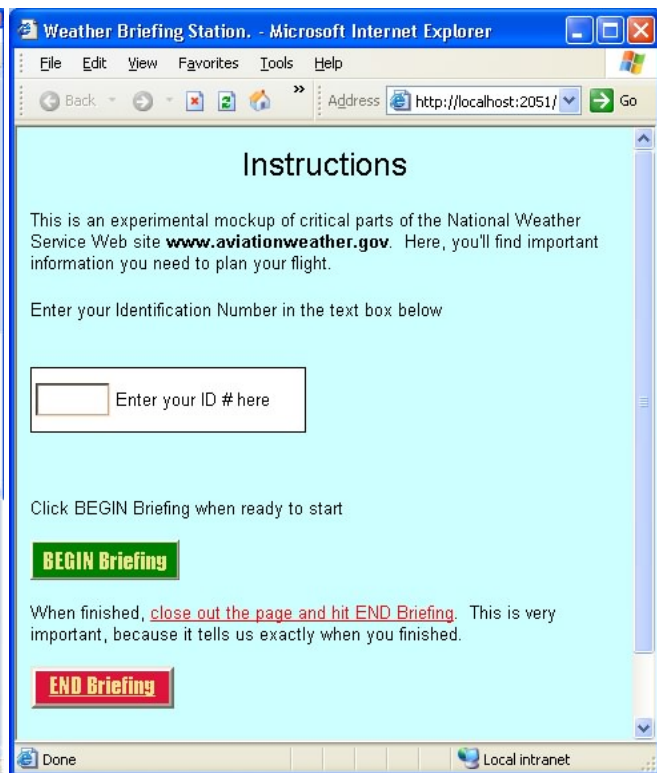 Weather Briefing Station. - Microsoft Internet Explorer
File Edit View Favorites Tools Help
Back » Address http://localhost:2051/ Go
Instructions
This is an experimental mockup of critical parts of the National Weather
Service Web site www.aviationweather.gov. Here, you'll find important
information you need to plan your flight.
Enter your Identification Number in the text box below
Enter your ID # here
Click BEGIN Briefing when ready to start
BEGIN Briefing
When finished, close out the page and hit END Briefing. This is very
important, because it tells us exactly when you finished.
END Briefing
Done Local intranet